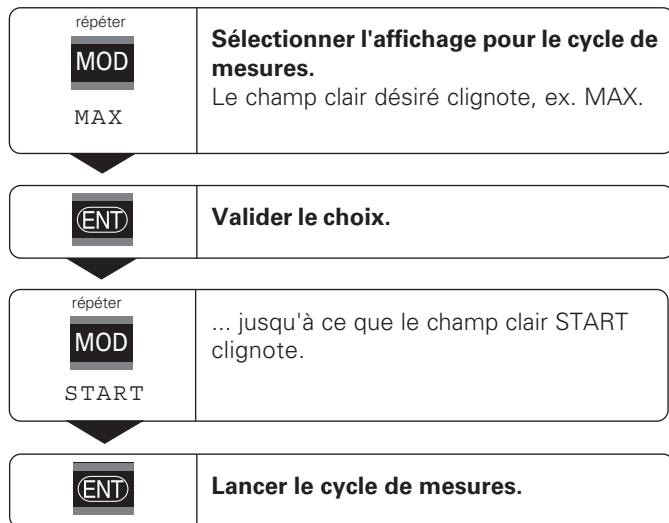 répéter
MOD
MAX
Sélectionner l'affichage pour le cycle de
mesures.
Le champ clair désiré clignote, ex. MAX.
ENT
Valider le choix.
répéter
MOD
START
... jusqu'à ce que le champ clair START
clignote.
ENT
Lancer le cycle de mesures.